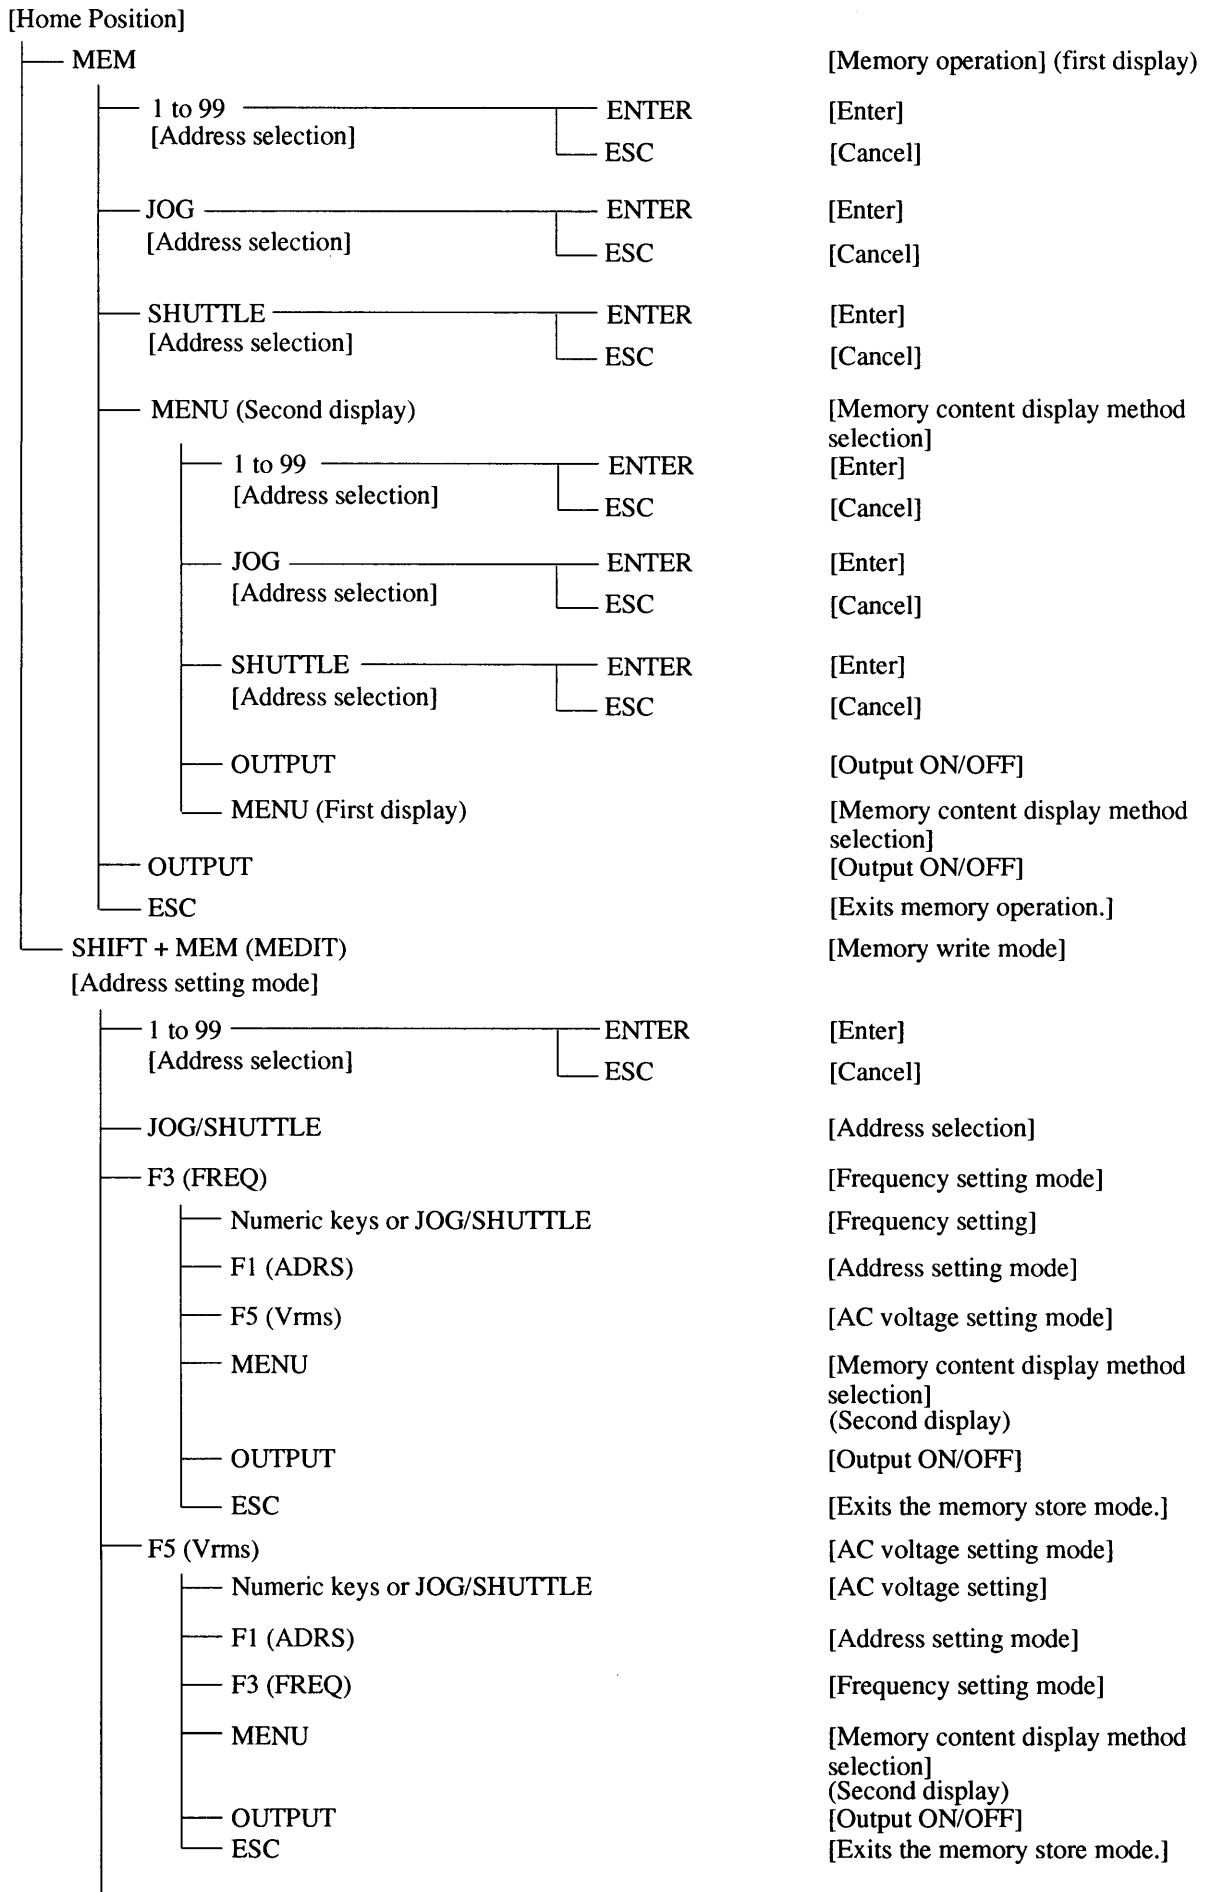 [Home Position]
MEM [Memory operation] (first display)
1 to 99 ENTER [Enter]
[Address selection]
ESC [Cancel]
JOG ENTER [Enter]
[Address selection]
ESC [Cancel]
SHUTTLE ENTER [Enter]
[Address selection]
ESC [Cancel]
MENU (Second display) [Memory content display method
selection]
1 to 99 ENTER [Enter]
[Address selection]
ESC [Cancel]
JOG ENTER [Enter]
[Address selection]
ESC [Cancel]
SHUTTLE ENTER [Enter]
[Address selection]
ESC [Cancel]
OUTPUT [Output ON/OFF]
MENU (First display) [Memory content display method
selection]
OUTPUT [Output ON/OFF]
ESC [Exits memory operation.]
SHIFT + MEM (MEDIT) [Memory write mode]
[Address setting mode]
1 to 99 ENTER [Enter]
[Address selection]
ESC [Cancel]
JOG/SHUTTLE [Address selection]
F3 (FREQ) [Frequency setting mode]
Numeric keys or JOG/SHUTTLE [Frequency setting]
F1 (ADRS) [Address setting mode]
F5 (Vrms) [AC voltage setting mode]
MENU [Memory content display method
selection]
(Second display)
OUTPUT [Output ON/OFF]
ESC [Exits the memory store mode.]
F5 (Vrms) [AC voltage setting mode]
Numeric keys or JOG/SHUTTLE [AC voltage setting]
F1 (ADRS) [Address setting mode]
F3 (FREQ) [Frequency setting mode]
MENU [Memory content display method
selection]
(Second display)
OUTPUT [Output ON/OFF]
ESC [Exits the memory store mode.]